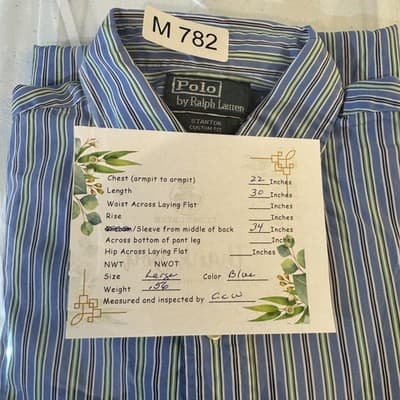 M 782
Polo
by Ralph Lauren
STANTON
CUSTOM FIT
Chest (armpit to armpit) 22 Inches
Length 30 Inches
Waist Across Laying Flat Inches
Rise Inches
/Sleeve from middle of back 34 Inches
Across bottom of pant leg Inches
Hip Across Laying Flat Inches
NWT NWOT
Size Large Color Blue
Weight .56
Measured and inspected by CCW